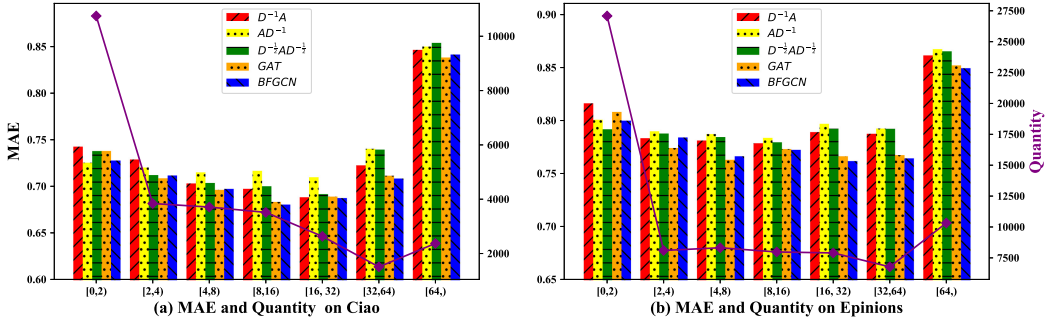 D⁻¹A
AD⁻¹
D^{-1/2}AD^{-1/2}
GAT
BFGCN
MAE
0.85
0.80
0.75
0.70
0.65
0.60
10000
8000
6000
4000
2000
[0,2) [2,4) [4,8) [8,16) [16, 32) [32,64) [64,)
(a) MAE and Quantity on Ciao
D⁻¹A
AD⁻¹
D^{-1/2}AD^{-1/2}
GAT
BFGCN
0.90
0.85
0.80
0.75
0.70
0.65
27500
25000
22500
20000
17500
15000
12500
10000
7500
Quantity
[0,2) [2,4) [4,8) [8,16) [16, 32) [32,64) [64,)
(b) MAE and Quantity on Epinions